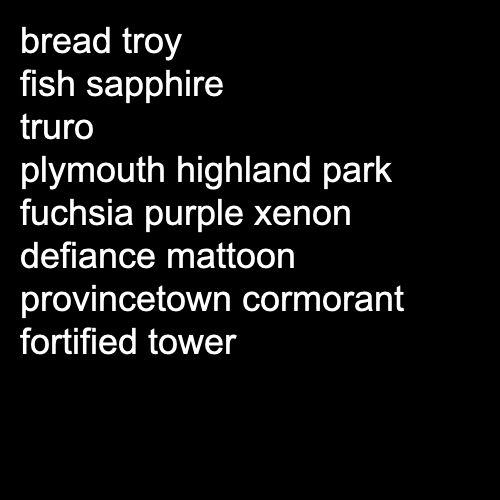 bread troy
fish sapphire
truro
plymouth highland park
fuchsia purple xenon
defiance mattoon
provincetown cormorant
fortified tower